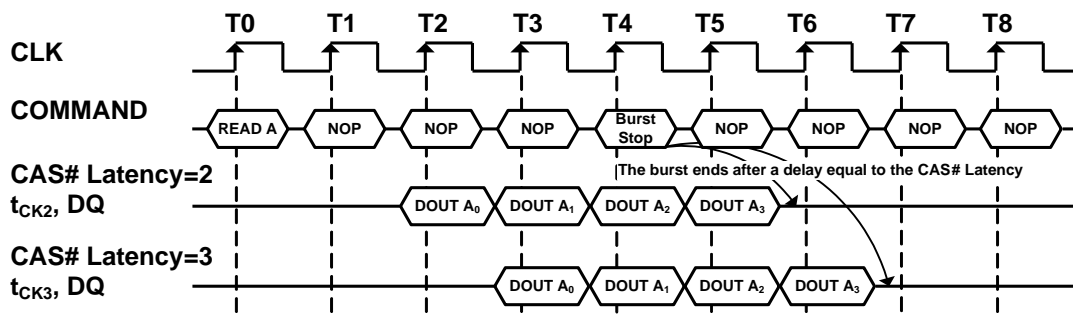 T0 T1 T2 T3 T4 T5 T6 T7 T8
CLK
COMMAND
READ A NOP NOP NOP Burst Stop NOP NOP NOP NOP
The burst ends after a delay equal to the CAS# Latency
CAS# Latency=2
tCK2, DQ
DOUT A0 DOUT A1 DOUT A2 DOUT A3
CAS# Latency=3
tCK3, DQ
DOUT A0 DOUT A1 DOUT A2 DOUT A3